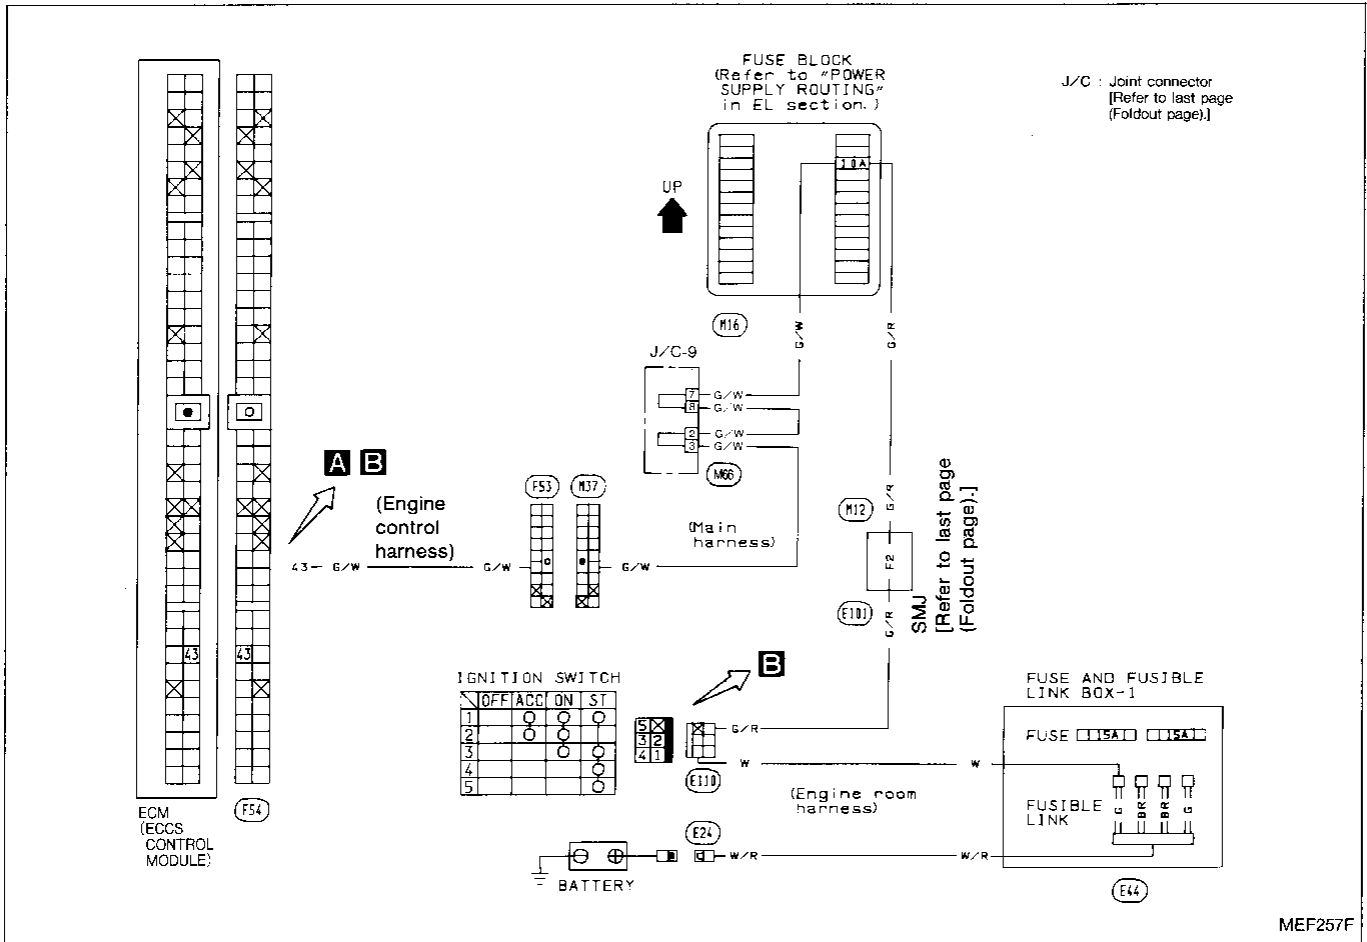 FUSE BLOCK
(Refer to "POWER
SUPPLY ROUTING"
in EL section.)
J/C : Joint connector
[Refer to last page
(Foldout page).]
10A
UP
M16
G/W
G/R
J/C-9
7 G/W
8 G/W
2 G/W
3 G/W
M66
A B
(Engine
control
harness)
F53
M37
(Main
harness)
43 G/W
G/W
G/W
G/R
M12
F2
E101
G/R
SMJ
[Refer to last page
(Foldout page).]
43
43
ECM
(ECCS
CONTROL
MODULE)
F54
IGNITION SWITCH
OFF ACC ON ST
1
2
3
4
5
5
3 2
4 1
B
G/R
E110
W
W
(Engine room
harness)
FUSE AND FUSIBLE
LINK BOX-1
FUSE 115A 15A
FUSIBLE
LINK
G
BR
BR
G
E24
W/R
W/R
BATTERY
E44
MEF257F